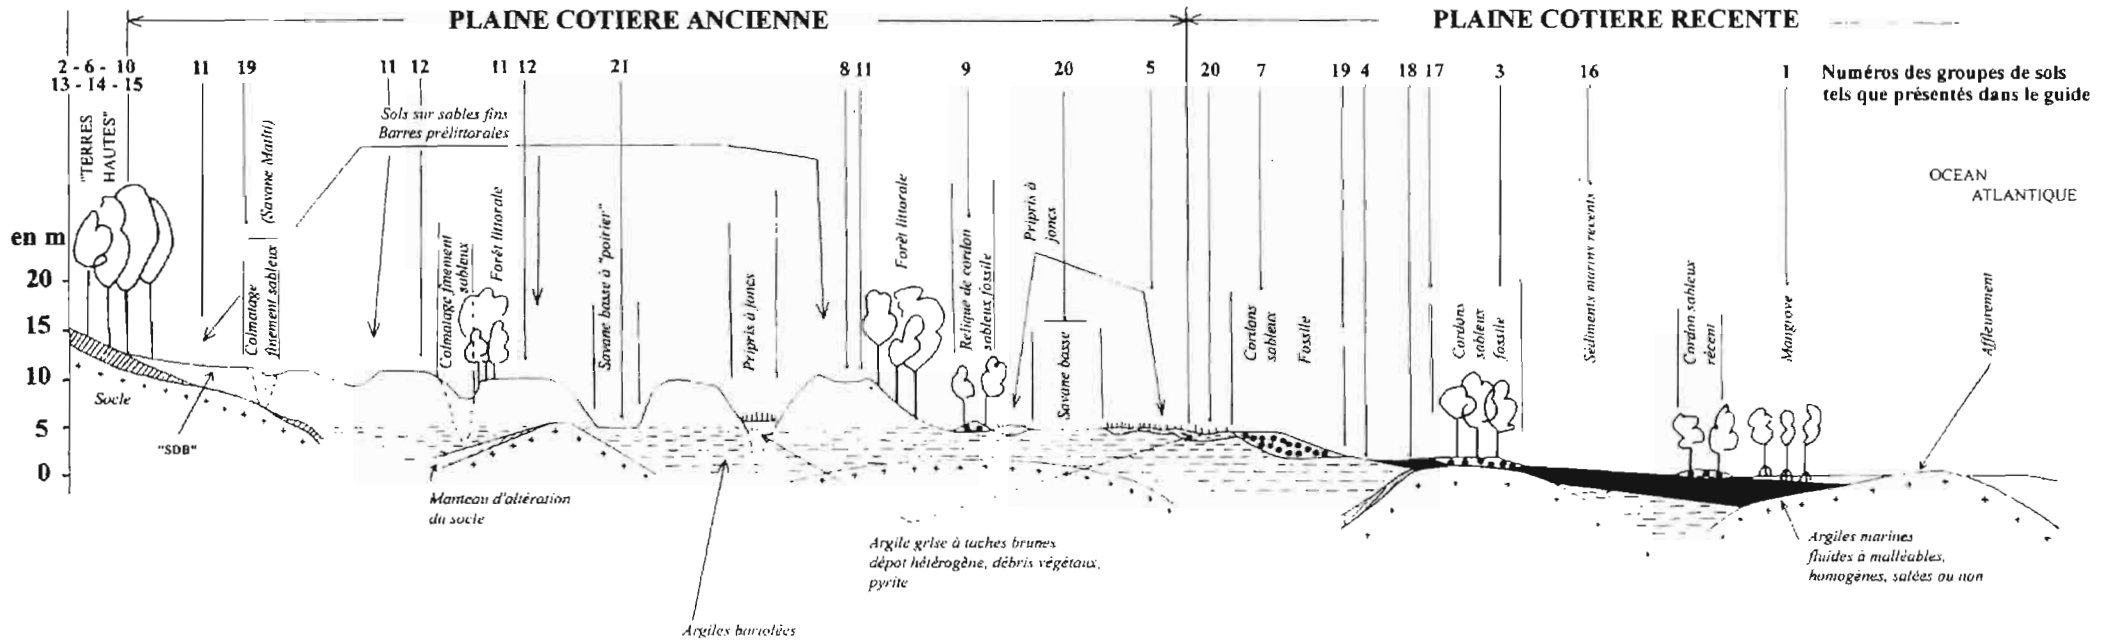 PLAINE COTIERE ANCIENNE
PLAINE COTIERE RECENTE
2 - 6 - 10
13 - 14 - 15
11
19
11
12
11
12
21
8
11
9
20
5
20
7
19
4
18
17
3
16
1
Numéros des groupes de sols
tels que présentés dans le guide
"TERRES
HAUTES"
(Savane Maiti)
Sols sur sables fins
Barres prélittorales
OCEAN
ATLANTIQUE
en m
20
15
10
5
0
Colmatage
finement sableux
Colmatage finement
sableux
Forêt littorale
Savane basse à "poirier"
Pripris à joncs
Forêt littorale
Relique de cordon
sableux fossile
Pripris à
joncs
Savane basse
Cordons
sableux
Fossile
Cordons
sableux
fossile
Sédiments marins récents
Cordon sableux
récent
Mangrove
Affleurement
Socle
"SDB"
Manteau d'altération
du socle
Argile grise à taches brunes
dépot hétérogène, débris végétaux,
pyrite
Argiles marines
fluides à malléables,
homogènes, salées ou non
Argiles bariolées